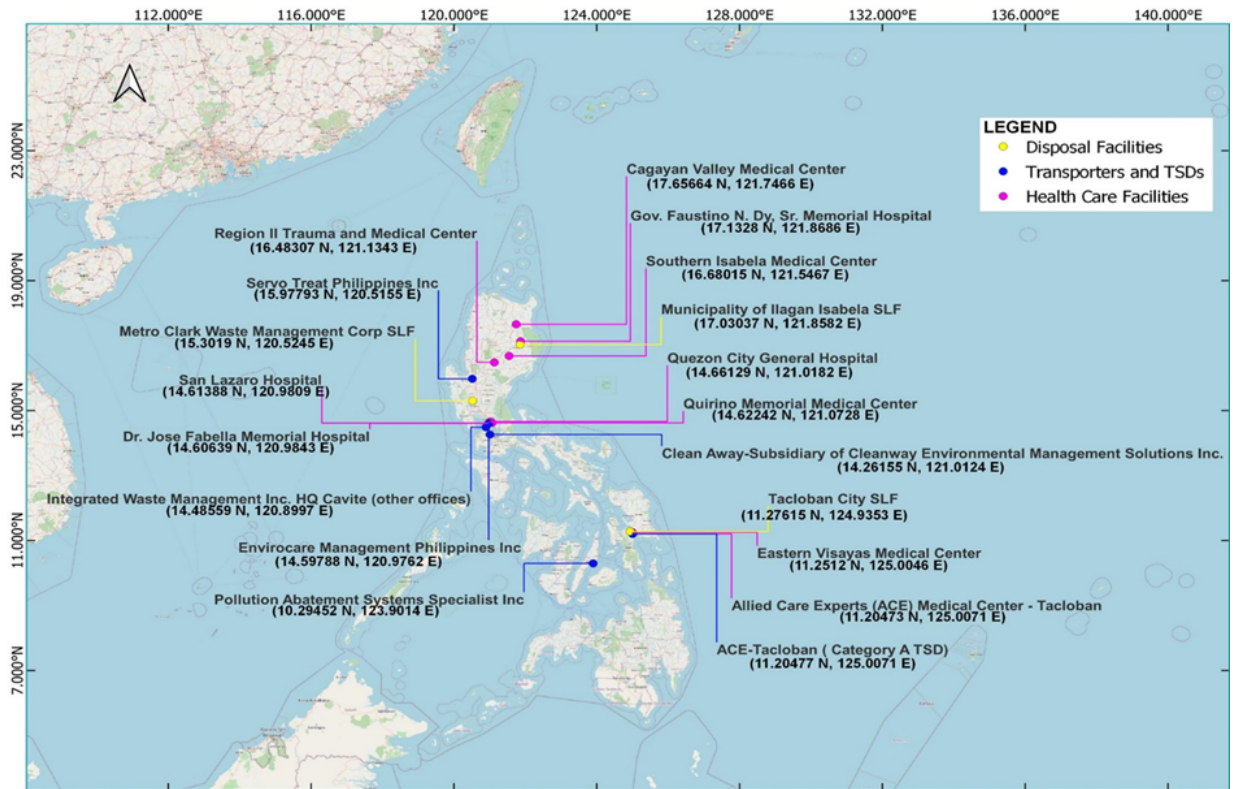 112.000°E 116.000°E 120.000°E 124.000°E 128.000°E 132.000°E 136.000°E 140.000°E
23.000°N
19.000°N
15.000°N
11.000°N
7.000°N
LEGEND
Disposal Facilities
Transporters and TSDs
Health Care Facilities
Cagayan Valley Medical Center
(17.65664 N, 121.7466 E)
Gov. Faustino N. Dy, Sr. Memorial Hospital
(17.1328 N, 121.8686 E)
Region II Trauma and Medical Center
(16.48307 N, 121.1343 E)
Southern Isabela Medical Center
(16.68015 N, 121.5467 E)
Servo Treat Philippines Inc
(15.97793 N, 120.5155 E)
Municipality of Ilagan Isabela SLF
(17.03037 N, 121.8582 E)
Metro Clark Waste Management Corp SLF
(15.3019 N, 120.5245 E)
Quezon City General Hospital
(14.66129 N, 121.0182 E)
San Lazaro Hospital
(14.61388 N, 120.9809 E)
Quirino Memorial Medical Center
(14.62242 N, 121.0728 E)
Dr. Jose Fabella Memorial Hospital
(14.60639 N, 120.9843 E)
Clean Away-Subsidiary of Cleanway Environmental Management Solutions Inc.
(14.26155 N, 121.0124 E)
Integrated Waste Management Inc. HQ Cavite (other offices)
(14.48559 N, 120.8997 E)
Tacloban City SLF
(11.27615 N, 124.9353 E)
Envirocare Management Philippines Inc
(14.59788 N, 120.9762 E)
Eastern Visayas Medical Center
(11.2512 N, 125.0046 E)
Pollution Abatement Systems Specialist Inc
(10.29452 N, 123.9014 E)
Allied Care Experts (ACE) Medical Center - Tacloban
(11.20473 N, 125.0071 E)
ACE-Tacloban ( Category A TSD)
(11.20477 N, 125.0071 E)